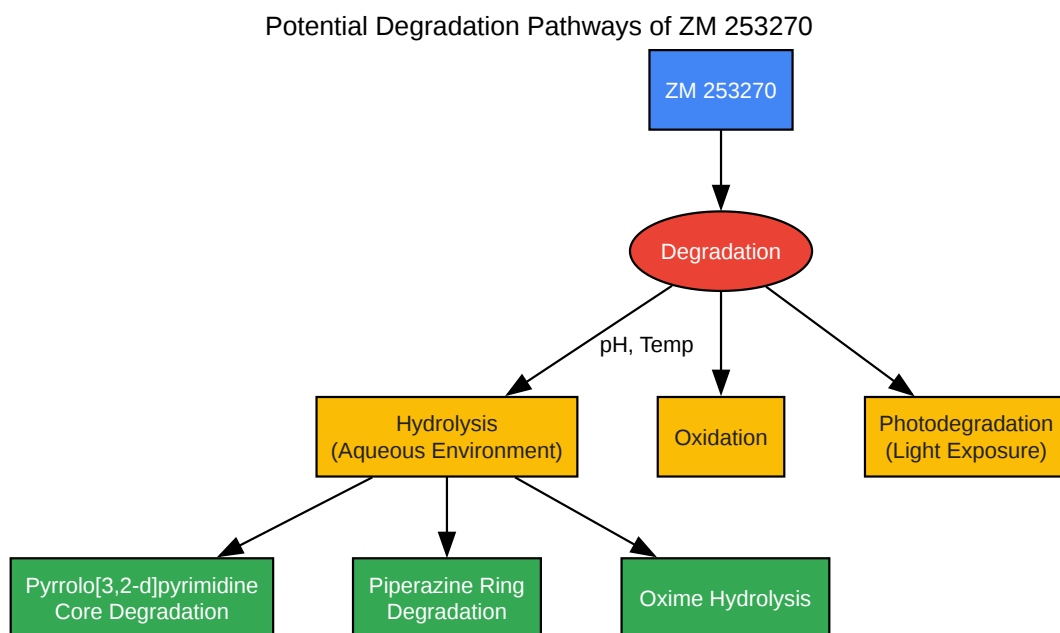 Potential Degradation Pathways of ZM 253270
ZM 253270
Degradation
pH, Temp
Hydrolysis
(Aqueous Environment)
Oxidation
Photodegradation
(Light Exposure)
Pyrrolo[3,2-d]pyrimidine
Core Degradation
Piperazine Ring
Degradation
Oxime Hydrolysis